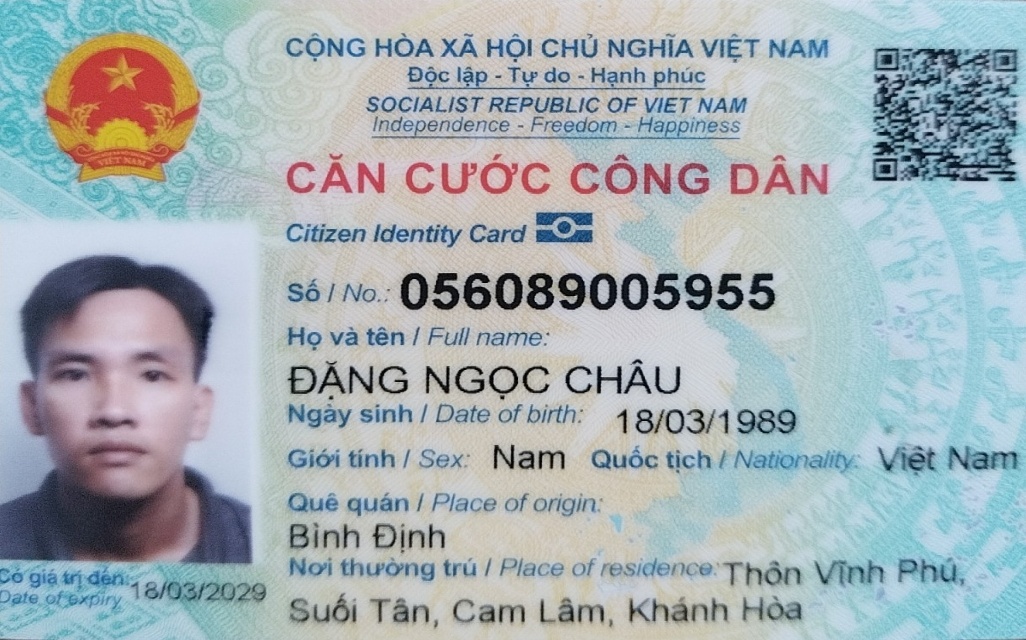 CỘNG HÒA XÃ HỘI CHỦ NGHĨA VIỆT NAM
Độc lập - Tự do - Hạnh phúc
SOCIALIST REPUBLIC OF VIET NAM
Independence - Freedom - Happiness
VIỆT NAM
CĂN CƯỚC CÔNG DÂN
Citizen Identity Card
Số / No.: 056089005955
Họ và tên / Full name:
ĐẶNG NGỌC CHÂU
Ngày sinh / Date of birth: 18/03/1989
Giới tính / Sex: Nam Quốc tịch / Nationality: Việt Nam
Quê quán / Place of origin:
Bình Định
Nơi thường trú / Place of residence: Thôn Vĩnh Phú,
Suối Tân, Cam Lâm, Khánh Hòa
Có giá trị đến: 18/03/2029
Date of expiry